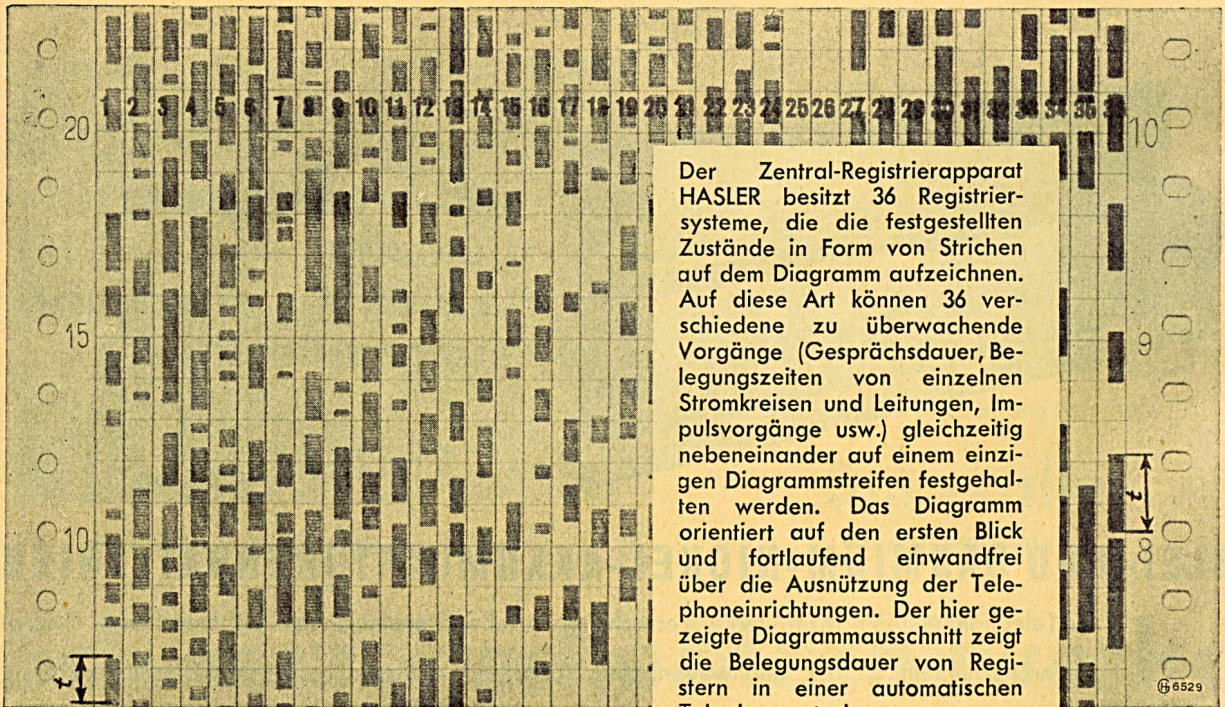 1 2 3 4 5 6 7 8 9 10 11 12 13 14 15 16 17 18 19 20 21 22 23 24 25 26 27 28 29 30 31 32 33 34 35
20
10
Der Zentral-Registrierapparat
HASLER besitzt 36 Registrier-
systeme, die die festgestellten
Zustände in Form von Strichen
auf dem Diagramm aufzeichnen.
Auf diese Art können 36 ver-
schiedene zu überwachende
Vorgänge (Gesprächsdauer, Be-
legungszeiten von einzelnen
Stromkreisen und Leitungen, Im-
pulsvorgänge usw.) gleichzeitig
nebeneinander auf einem einzi-
gen Diagrammstreifen festgehal-
ten werden. Das Diagramm
orientiert auf den ersten Blick
und fortlaufend einwandfrei
über die Ausnützung der Tele-
phoneinrichtungen. Der hier ge-
zeigte Diagrammausschnitt zeigt
die Belegungsdauer von Regi-
stern in einer automatischen
15
9
10
t
8
t
6529